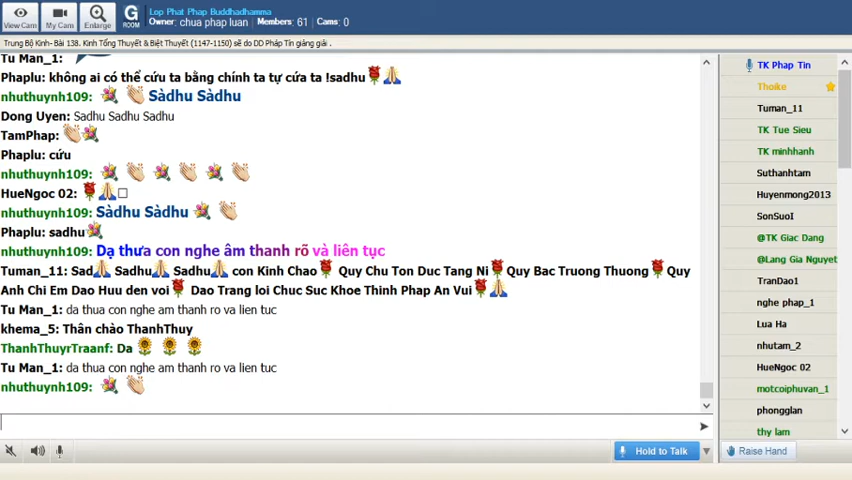 View Cam
My Cam
Enlarge
G
ROOM
Lop Phat Phap Buddhadhamma
Owner: chua phap luan Members: 61 Cams: 0
Trung Bộ Kinh- Bài 138. Kinh Tổng Thuyết & Biệt Thuyết (1147-1150) sẽ do DD Pháp Tín giảng giải .
Tu Man_1:
Phaplu: không ai có thể cứu ta bằng chính ta tự cứu ta !sadhu
nhuthuynh109: Sàdhu Sàdhu
Dong Uyen: Sadhu Sadhu Sadhu
TamPhap:
Phaplu: cứu
nhuthuynh109:
HueNgoc 02:
nhuthuynh109: Sàdhu Sàdhu
Phaplu: sadhu
nhuthuynh109: Dạ thưa con nghe âm thanh rõ và liên tục
Tuman_11: Sad Sadhu Sadhu con Kinh Chao Quy Chu Ton Duc Tang Ni Quy Bac Truong Thuong Quy
Anh Chi Em Dao Huu den voi Dao Trang loi Chuc Suc Khoe Thinh Phap An Vui
Tu Man_1: da thua con nghe am thanh ro va lien tuc
khema_5: Thân chào ThanhThuy
ThanhThuyrTraanf: Da
Tu Man_1: da thua con nghe am thanh ro va lien tuc
nhuthuynh109:
Hold to Talk
TK Phap Tin
Thoike
Tuman_11
TK Tue Sieu
TK minhhanh
Suthanhtam
Huyenmong2013
SonSuoI
@TK Giac Dang
@Lang Gia Nguyet
TranDao1
nghe phap_1
Lua Ha
nhutam_2
HueNgoc 02
motcoiphuvan_1
phongglan
thy lam
Raise Hand